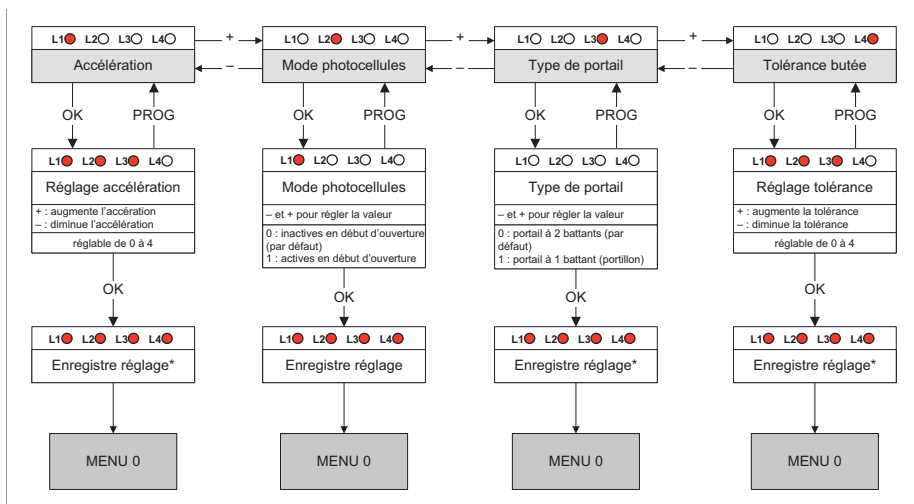 L1 L2 L3 L4
+
L1 L2 L3 L4
+
L1 L2 L3 L4
+
L1 L2 L3 L4
Accélération
–
Mode photocellules
–
Type de portail
–
Tolérance butée
OK PROG
OK PROG
OK PROG
OK PROG
L1 L2 L3 L4
Réglage accélération
+ : augmente l'accération
– : diminue l'accélération
réglable de 0 à 4
L1 L2 L3 L4
Mode photocellules
– et + pour régler la valeur
0 : inactives en début d'ouverture
(par défaut)
1 : actives en début d'ouverture
L1 L2 L3 L4
Type de portail
– et + pour régler la valeur
0 : portail à 2 battants (par
défaut)
1 : portail à 1 battant (portillon)
L1 L2 L3 L4
Réglage tolérance
+ : augmente la tolérance
– : diminue la tolérance
réglable de 0 à 4
OK
OK
OK
OK
L1 L2 L3 L4
Enregistre réglage*
L1 L2 L3 L4
Enregistre réglage
L1 L2 L3 L4
Enregistre réglage*
L1 L2 L3 L4
Enregistre réglage*
MENU 0
MENU 0
MENU 0
MENU 0